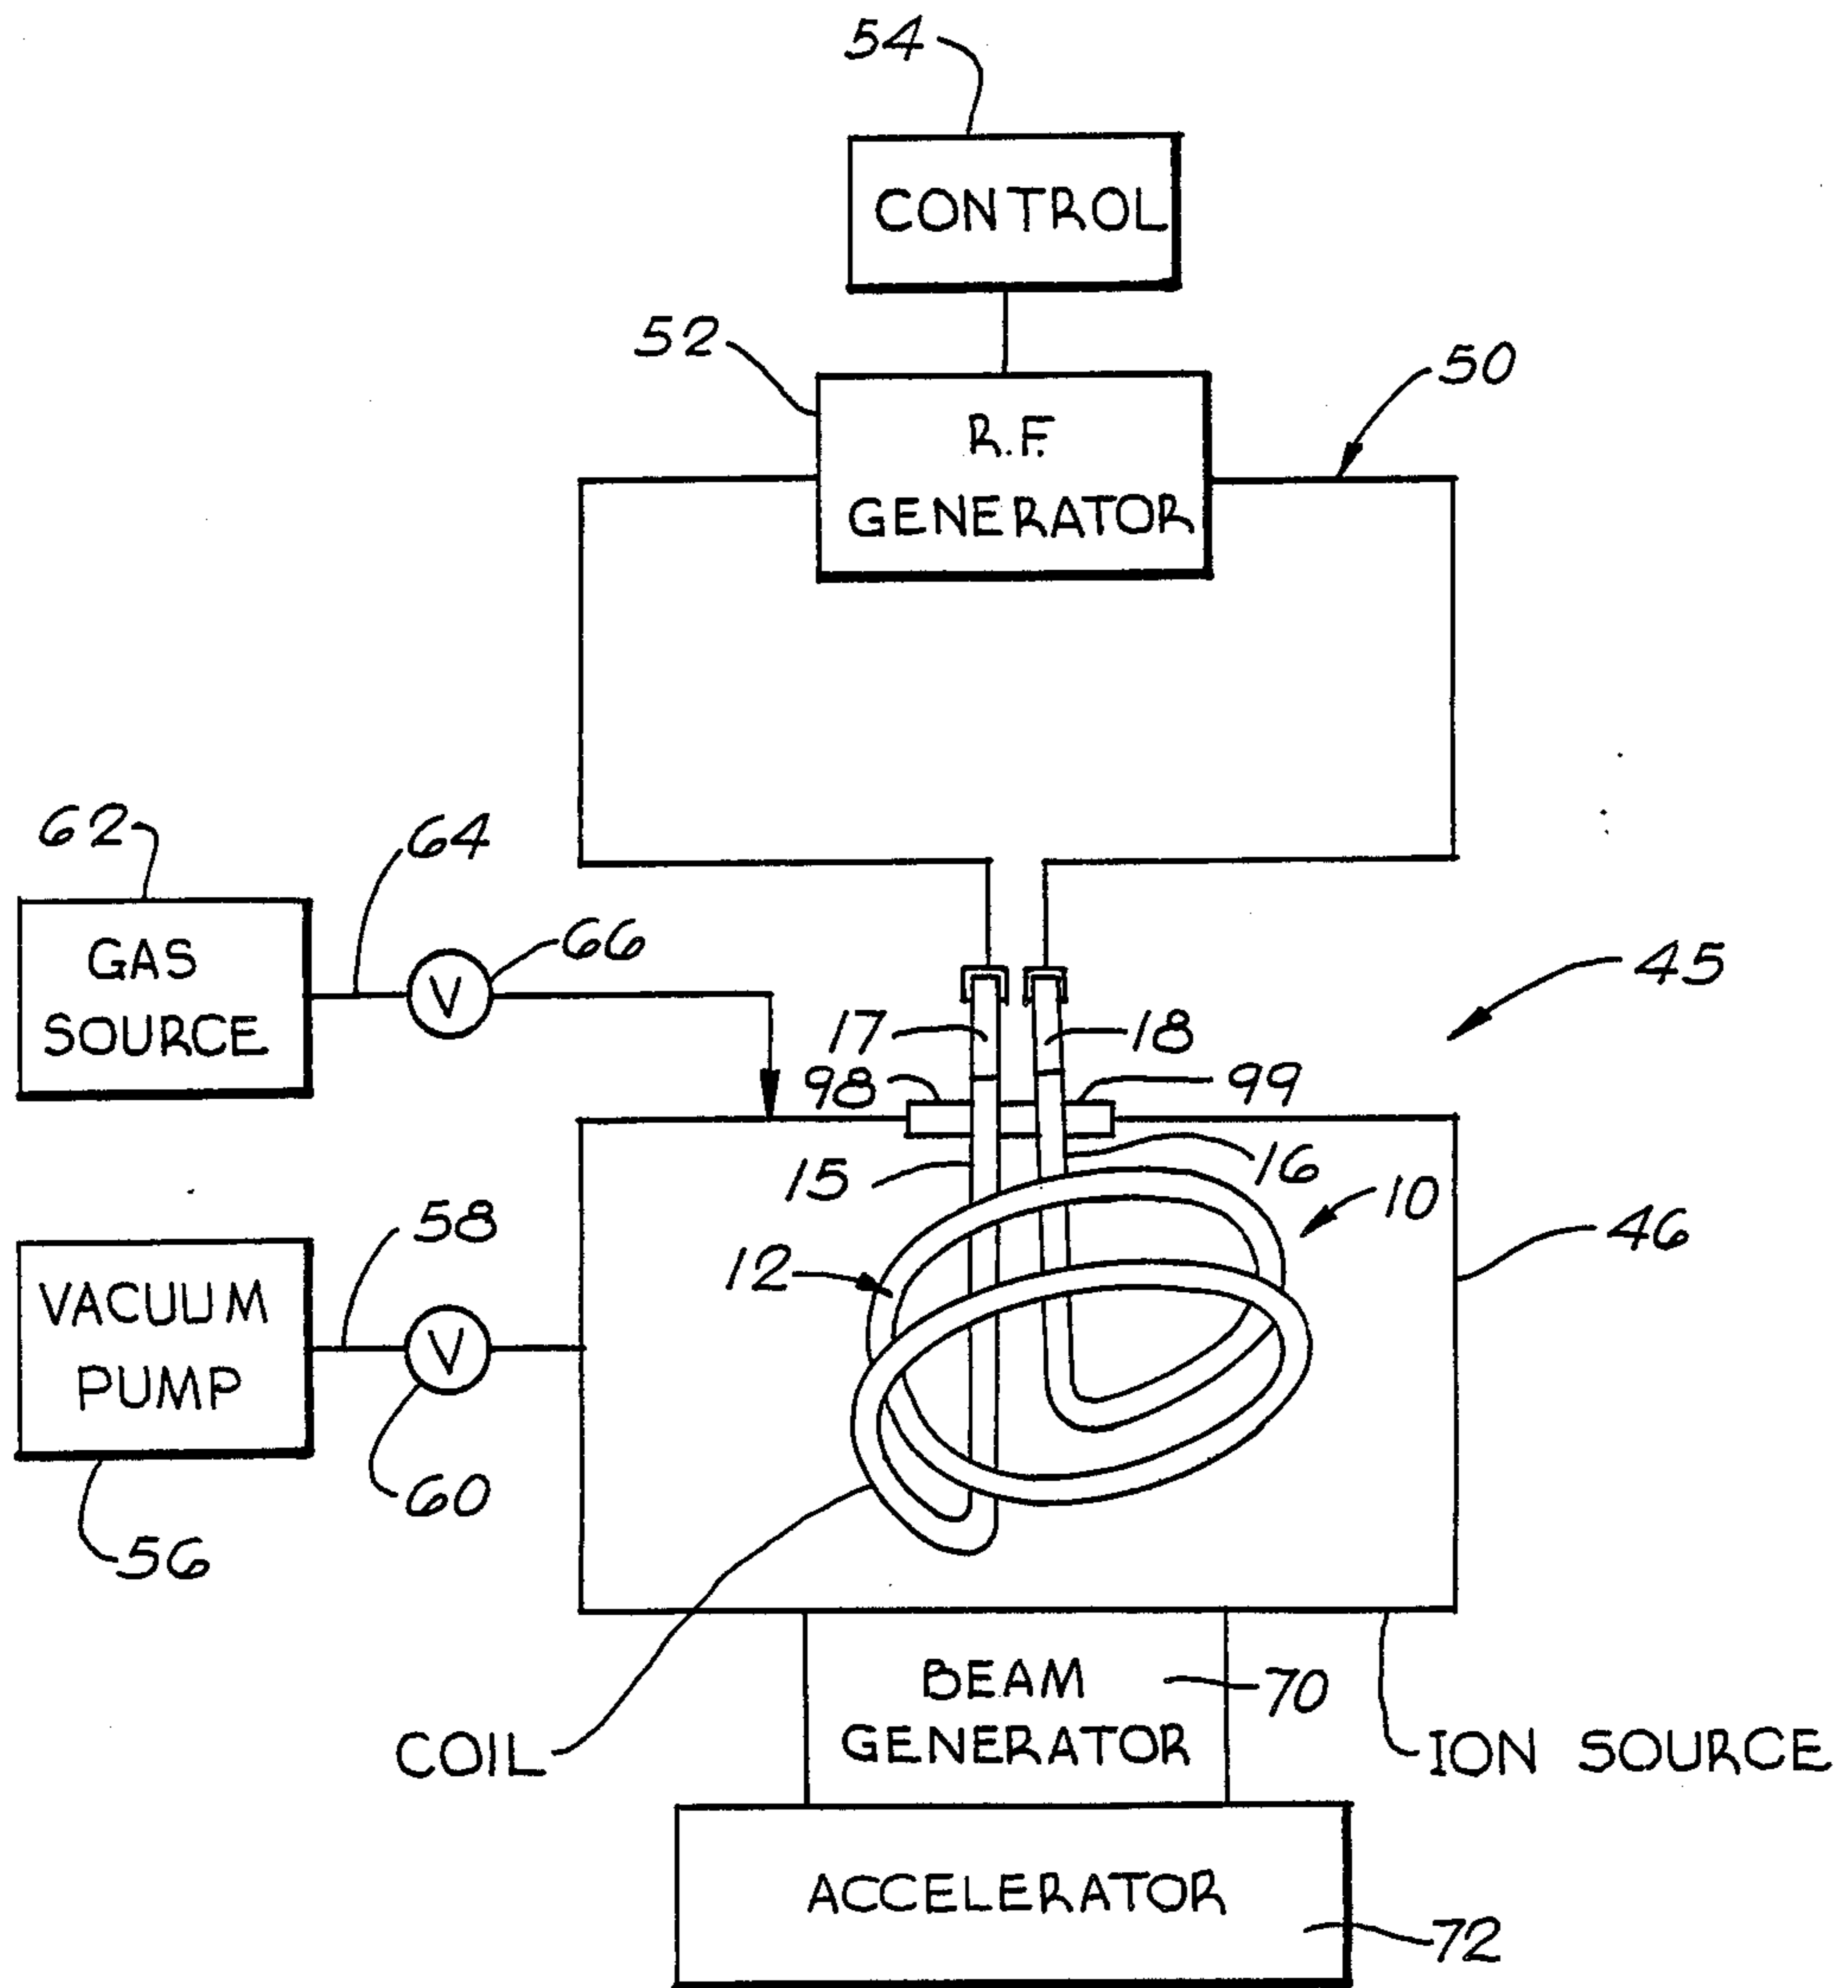 54
CONTROL
52
50
R.F.
GENERATOR
62
64
66
GAS
SOURCE
V
45
17
18
98
99
15
16
10
58
12
46
VACUUM
PUMP
V
60
56
BEAM
GENERATOR
70
COIL
ION SOURCE
ACCELERATOR
72